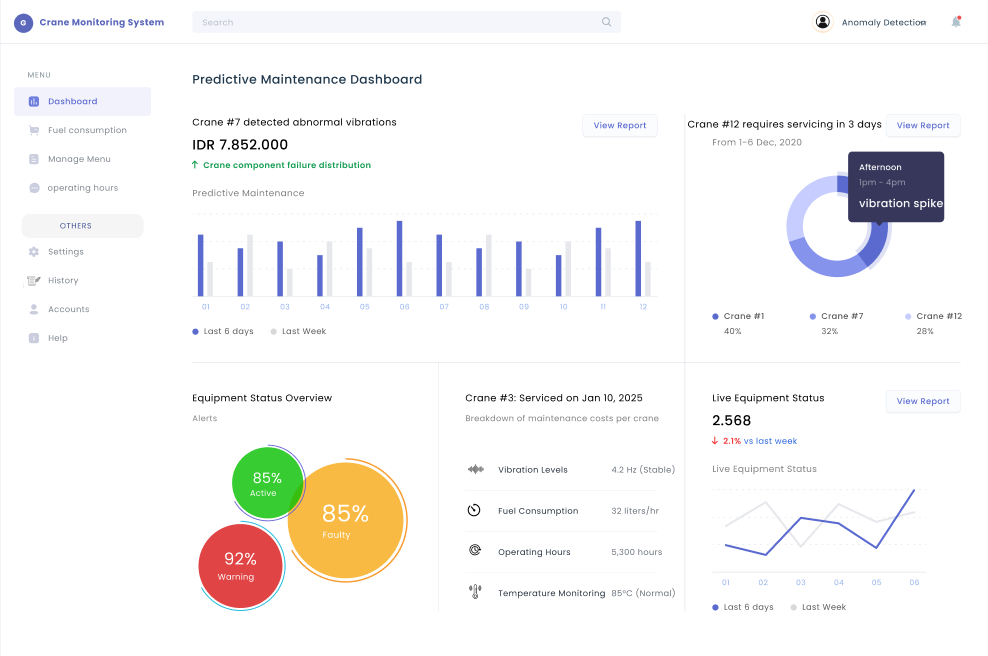 G Crane Monitoring System
Search
Anomaly Detection
MENU
Dashboard
Fuel consumption
Manage Menu
operating hours
OTHERS
Settings
History
Accounts
Help
Predictive Maintenance Dashboard
Crane #7 detected abnormal vibrations
View Report
IDR 7.852.000
Crane component failure distribution
Predictive Maintenance
01 02 03 04 05 06 07 08 09 10 11 12
Last 6 days Last Week
Crane #12 requires servicing in 3 days
View Report
From 1-6 Dec, 2020
Afternoon
1pm - 4pm
vibration spike
Crane #1 Crane #7 Crane #12
40% 32% 28%
Equipment Status Overview
Alerts
85%
Active
85%
Faulty
92%
Warning
Crane #3: Serviced on Jan 10, 2025
Breakdown of maintenance costs per crane
Vibration Levels 4.2 Hz (Stable)
Fuel Consumption 32 liters/hr
Operating Hours 5,300 hours
Temperature Monitoring 85°C (Normal)
Live Equipment Status
View Report
2.568
2.1% vs last week
Live Equipment Status
01 02 03 04 05 06
Last 6 days Last Week